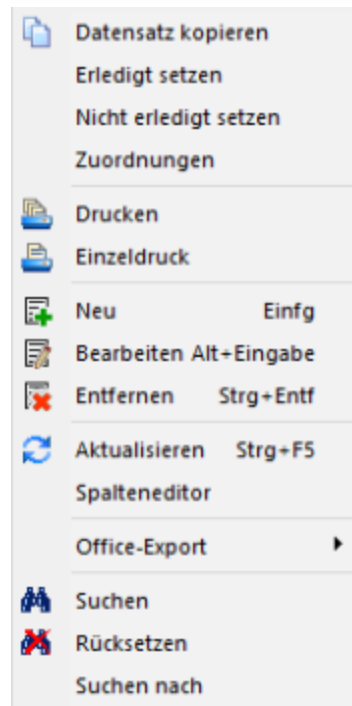 Datensatz kopieren
Erledigt setzen
Nicht erledigt setzen
Zuordnungen
Drucken
Einzeldruck
Neu Einfg
Bearbeiten Alt+Eingabe
Entfernen Strg+Entf
Aktualisieren Strg+F5
Spalteneditor
Office-Export
Suchen
Rücksetzen
Suchen nach